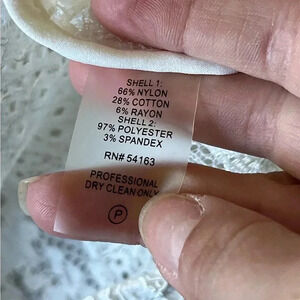 SHELL 1:
66% NYLON
28% COTTON
6% RAYON
SHELL 2:
97% POLYESTER
3% SPANDEX
RN# 54163
PROFESSIONAL
DRY CLEAN ONLY
P